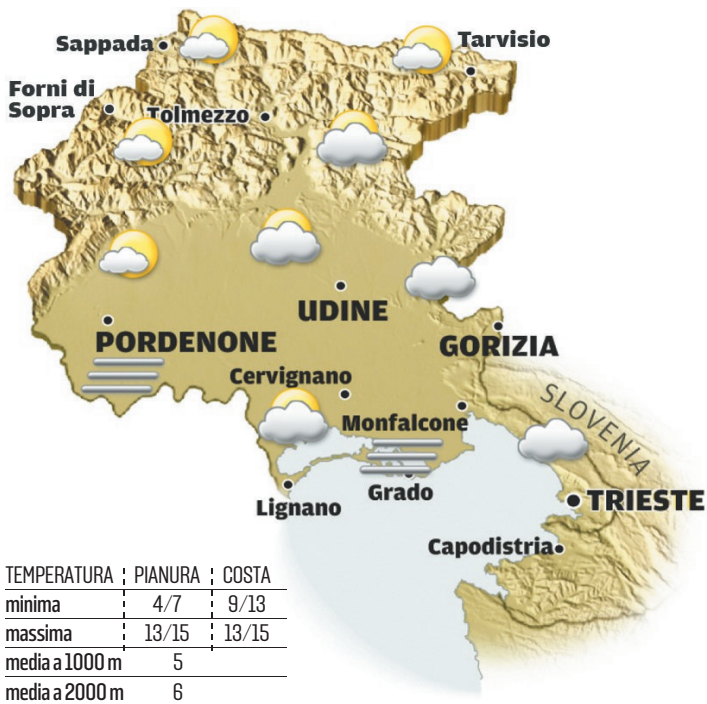 Sappada
Tarvisio
Forni di
Sopra
Tolmezzo
UDINE
PORDENONE
GORIZIA
Cervignano
SLOVENIA
Monfalcone
Grado
Lignano
TRIESTE
Capodistria
TEMPERATURA PIANURA COSTA
minima 4/7 9/13
massima 13/15 13/15
media a 1000 m 5
media a 2000 m 6